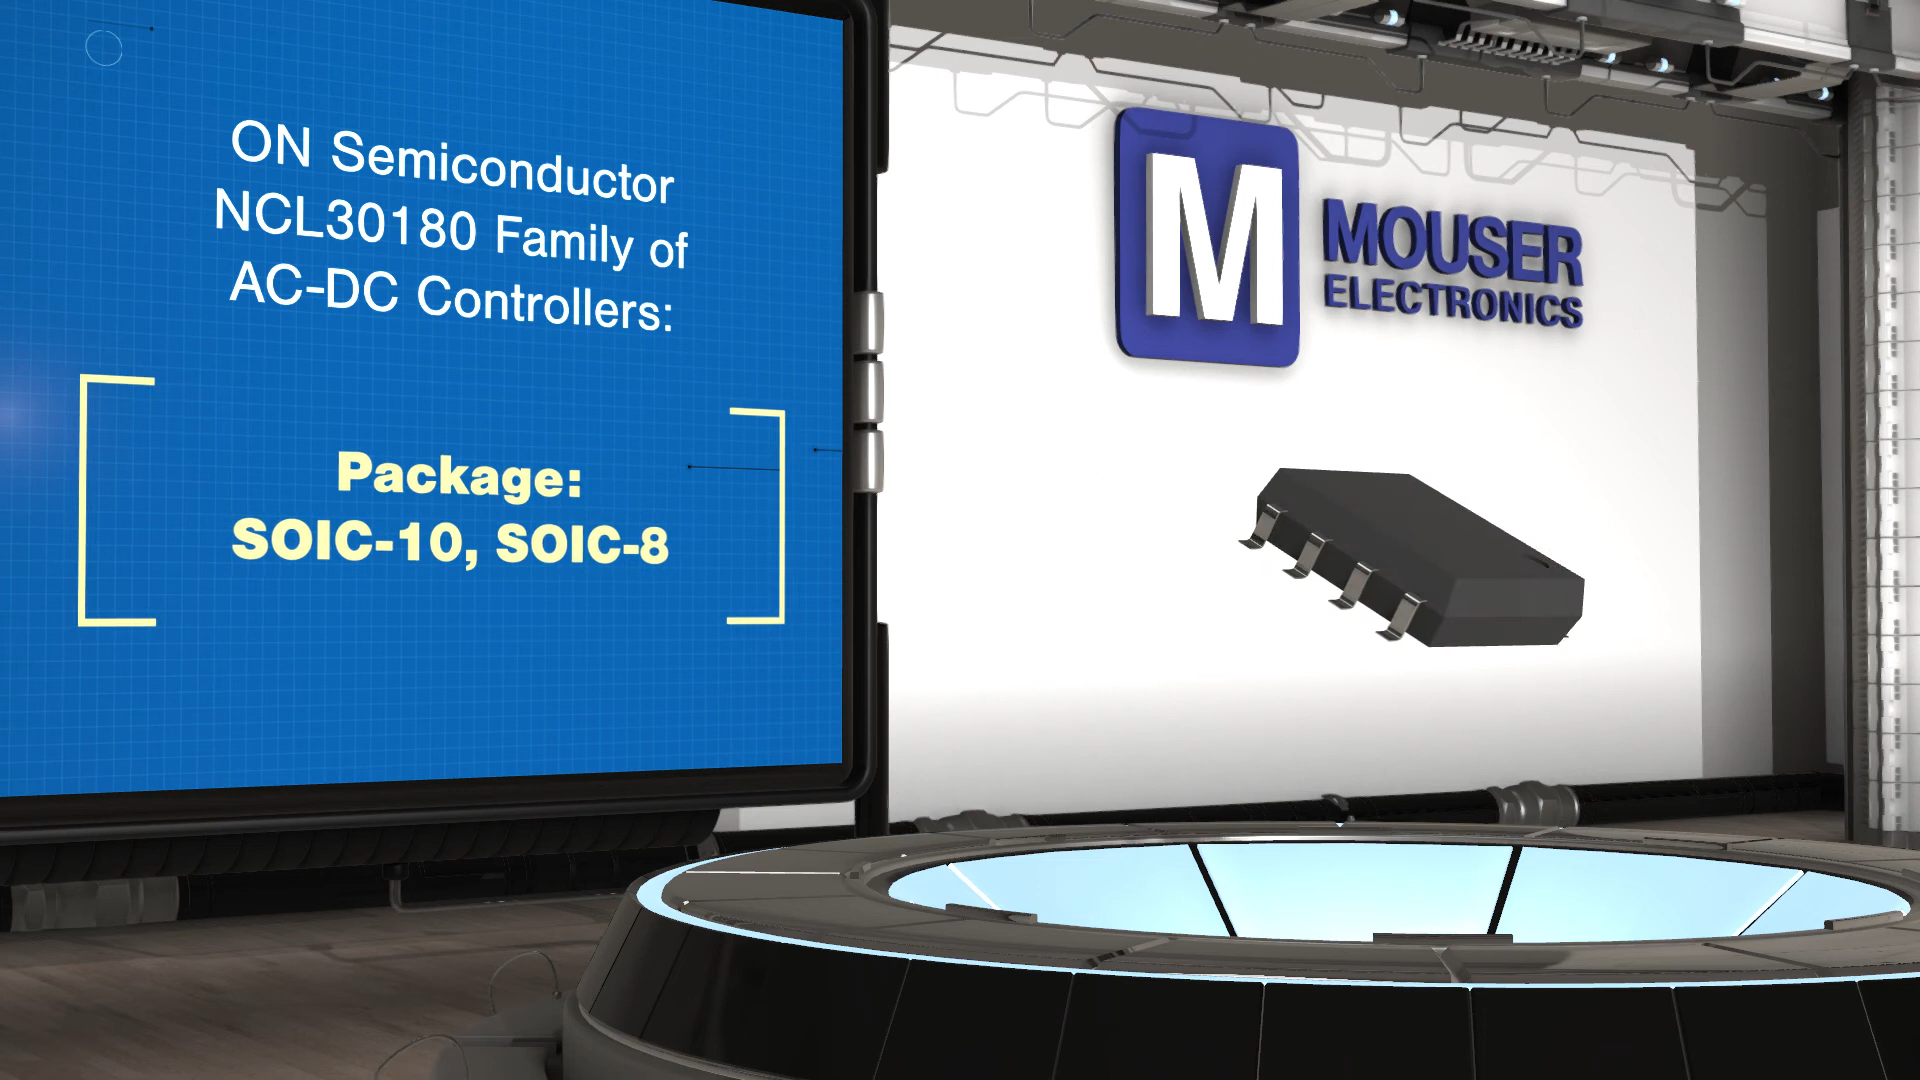 ON Semiconductor
NCL30180 Family of
AC-DC Controllers:
Package:
SOIC-10, SOIC-8
M
MOUSER
ELECTRONICS